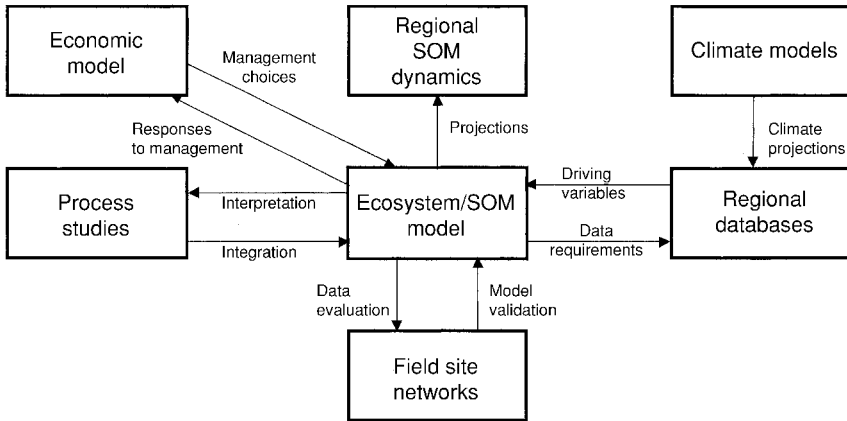 Economic
model
Management
choices
Regional
SOM
dynamics
Climate models
Responses
to management
Projections
Climate
projections
Process
studies
Interpretation
Integration
Ecosystem/SOM
model
Driving
variables
Data
requirements
Regional
databases
Data
evaluation
Model
validation
Field site
networks